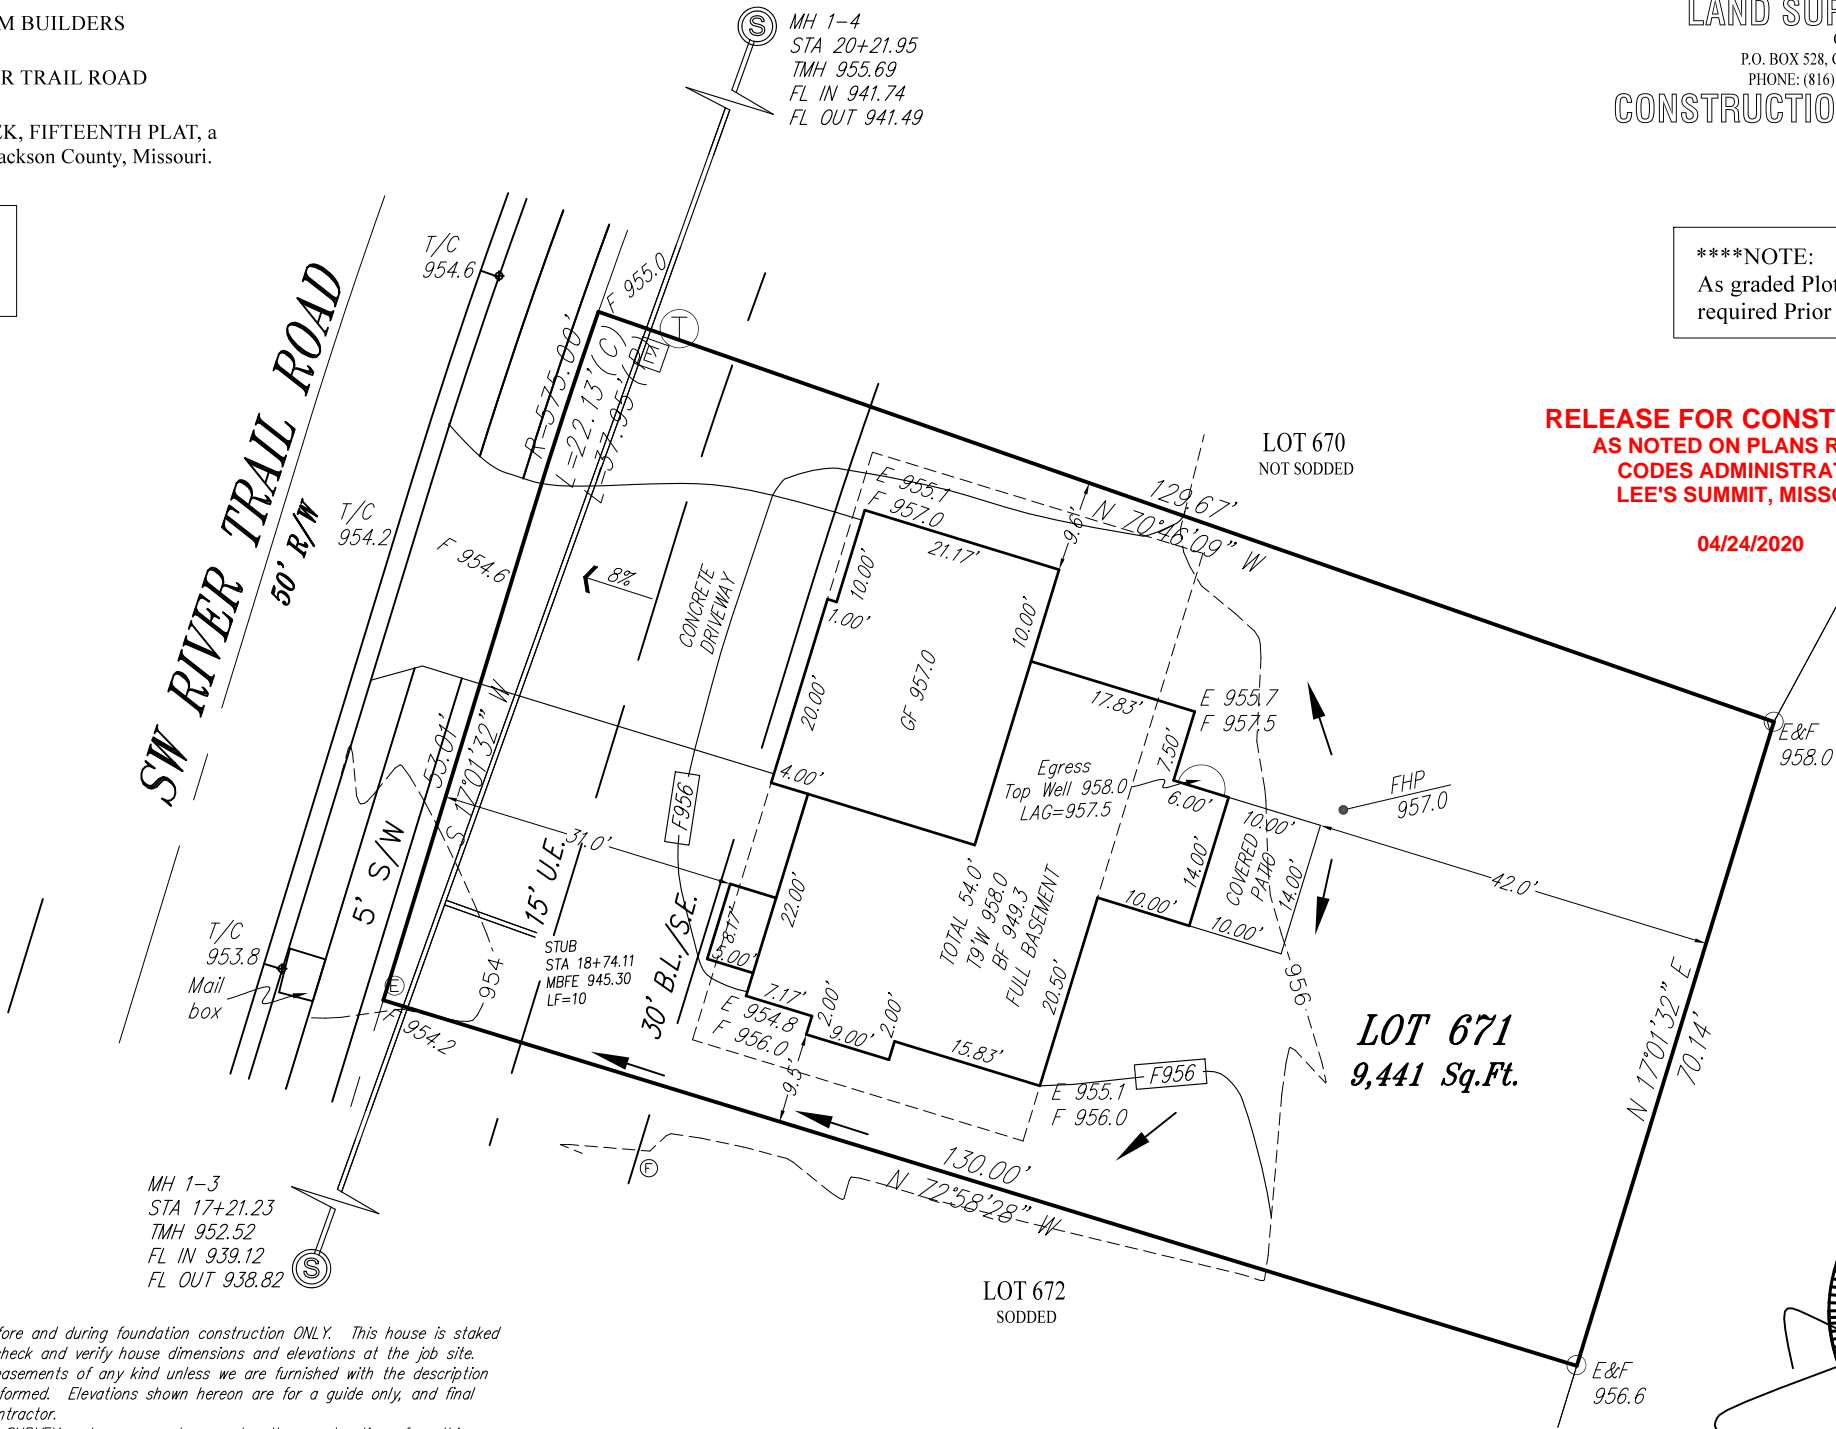 M BUILDERS
R TRAIL ROAD
EK, FIFTEENTH PLAT, a
ackson County, Missouri.
S
MH 1-4
STA 20+21.95
TMH 955.69
FL IN 941.74
FL OUT 941.49
LAND SUR
P.O. BOX 528,
PHONE: (816)
CONSTRUCTIO
****NOTE:
As graded Plot
required Prior
RELEASE FOR CONST
AS NOTED ON PLANS R
CODES ADMINISTRAT
LEE'S SUMMIT, MISSO
04/24/2020
SW RIVER TRAIL ROAD
50' R/W
T/C
954.6
T/C
954.2
T/C
953.8
Mail
box
5' S/W
F 955.0
T
R=575.00'
L=22.13'(C)
F 954.6
8%
CONCRETE
DRIVEWAY
53.01'
S 17°01'32" W
15' U.E.
30' B.L./S.E.
31.0'
F956
954
STUB
STA 18+74.11
MBFE 945.30
LF=10
E
F 954.2
LOT 670
NOT SODDED
129.67'
N 70°46'09" W
E 955.1
F 957.0
21.17'
9.6'
10.00'
1.00'
10.00'
20.00'
GF 957.0
4.00'
17.83'
E 955.7
F 957.5
7.50'
Egress
Top Well 958.0
LAG=957.5
6.00'
10.00'
COVERED
PATIO
14.00'
14.00'
10.00'
10.00'
FHP
957.0
42.0'
E&F
958.0
22.00'
8.17'
5.00'
TOTAL 54.0'
T9'W 958.0
BF 949.3
FULL BASEMENT
20.50'
7.17'
2.00'
9.00'
2.00'
15.83'
E 954.8
F 956.0
9.5'
E 955.1
F 956.0
F956
956
LOT 671
9,441 Sq.Ft.
N 17°01'32" E
70.14'
130.00'
N 72°58'28" W
F
LOT 672
SODDED
E&F
956.6
MH 1-3
STA 17+21.23
TMH 952.52
FL IN 939.12
FL OUT 938.82
S
fore and during foundation construction ONLY. This house is staked
check and verify house dimensions and elevations at the job site.
easements of any kind unless we are furnished with the description
formed. Elevations shown hereon are for a guide only, and final
ntractor.